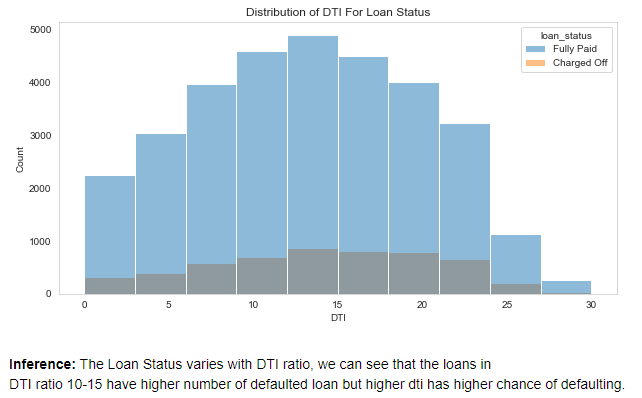 Distribution of DTI For Loan Status
loan_status
Fully Paid
Charged Off
Count
5000
4000
3000
2000
1000
0
0
5
10
15
20
25
30
DTI
Inference: The Loan Status varies with DTI ratio, we can see that the loans in
DTI ratio 10-15 have higher number of defaulted loan but higher dti has higher chance of defaulting.